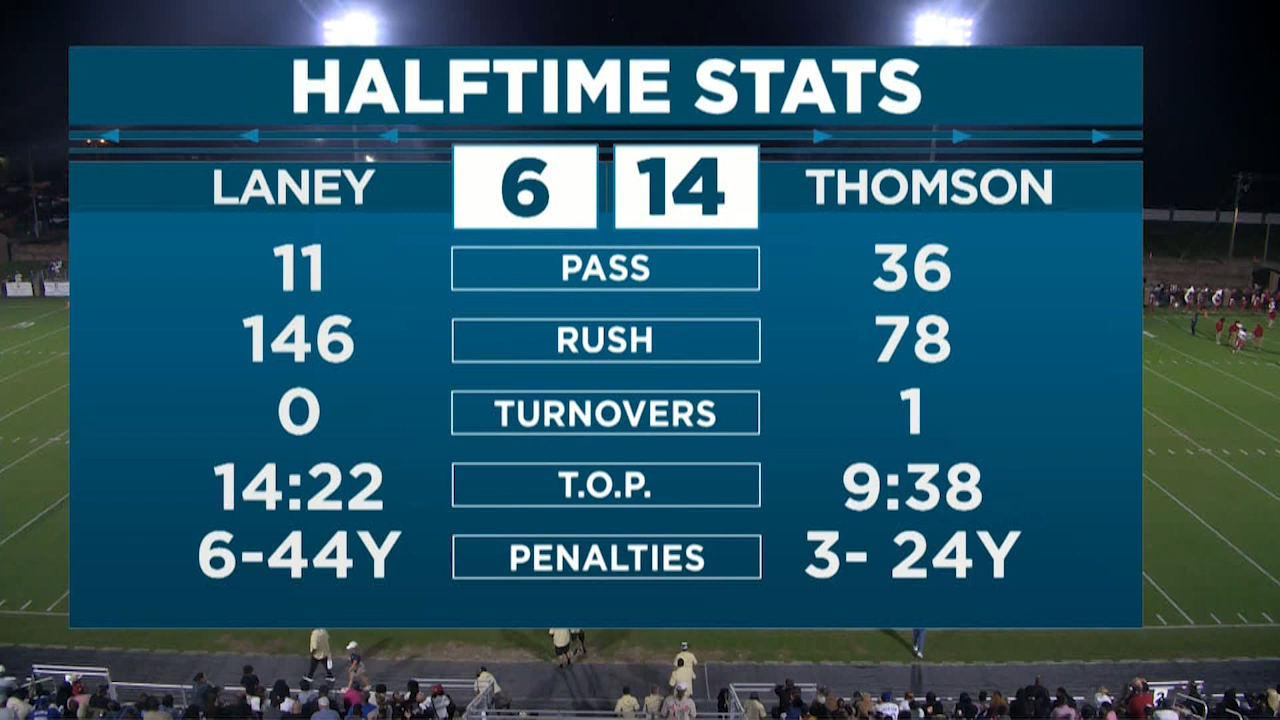 HALFTIME STATS
LANEY 6 14 THOMSON
11 PASS 36
146 RUSH 78
0 TURNOVERS 1
14:22 T.O.P. 9:38
6-44Y PENALTIES 3- 24Y